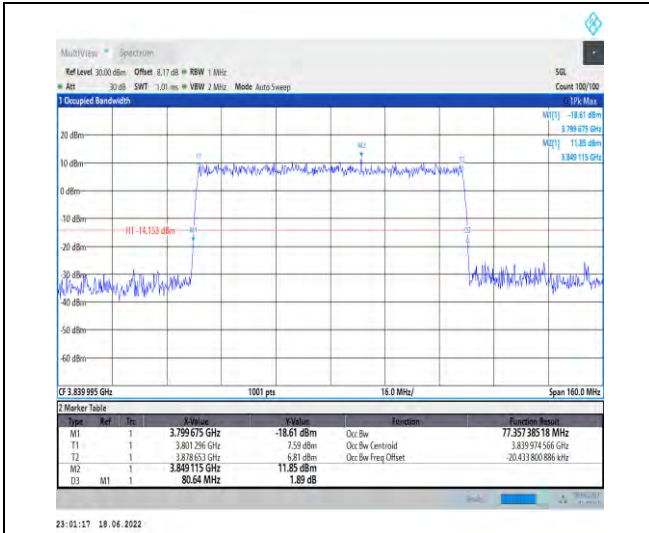 MultiView Spectrum
Ref Level 30.00 dBm Offset 8.17 dB RBW 1 MHz SGL
Att 30 dB SWT 1.01 ms VBW 2 MHz Mode Auto Sweep Count 100/100
1 Occupied Bandwidth 1Pk Max
M1[1] -18.61 dBm
3.799 675 GHz
20 dBm M2 M2[1] 11.85 dBm
3.849 115 GHz
10 dBm T1 T2
0 dBm
-10 dBm
H1 -14.153 dBm M1 D3
-20 dBm
-30 dBm
-40 dBm
-50 dBm
-60 dBm
CF 3.839 995 GHz 1001 pts 16.0 MHz/ Span 160.0 MHz
2 Marker Table
Type Ref Trc X-Value Y-Value Function Function Result
M1 1 3.799 675 GHz -18.61 dBm Occ Bw 77.357 385 18 MHz
T1 1 3.801 296 GHz 7.59 dBm Occ Bw Centroid 3.839 974 566 GHz
T2 1 3.878 653 GHz 6.81 dBm Occ Bw Freq Offset -20.433 800 886 kHz
M2 1 3.849 115 GHz 11.85 dBm
D3 M1 1 80.64 MHz 1.89 dB
23:01:17 18.06.2022